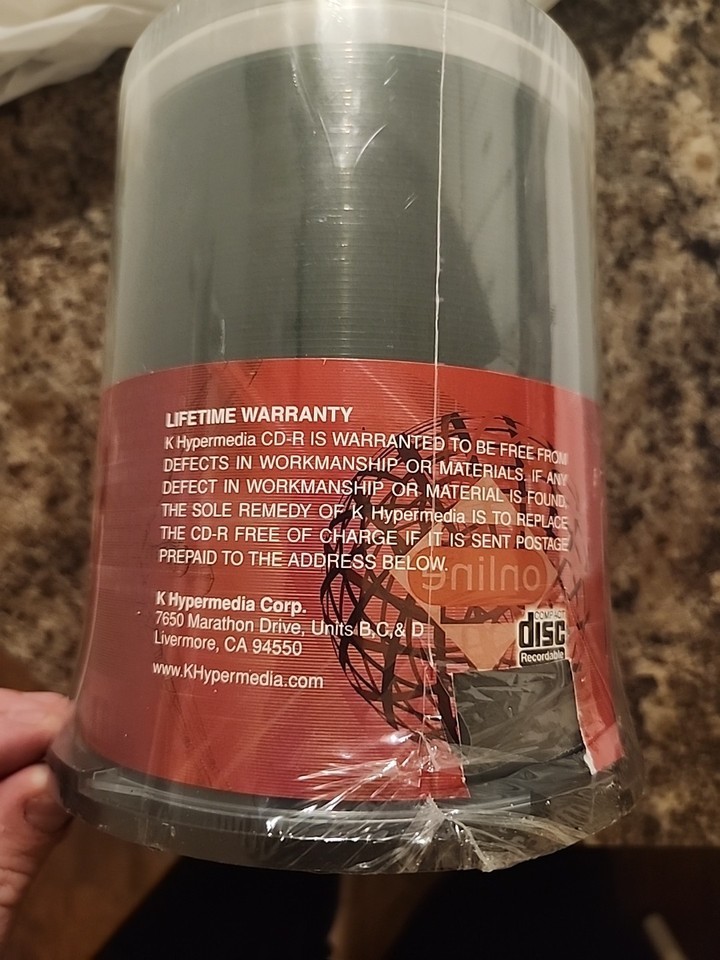 LIFETIME WARRANTY
K Hypermedia CD-R IS WARRANTED TO BE FREE FROM
DEFECTS IN WORKMANSHIP OR MATERIALS. IF ANY
DEFECT IN WORKMANSHIP OR MATERIAL IS FOUND,
THE SOLE REMEDY OF K Hypermedia IS TO REPLACE
THE CD-R FREE OF CHARGE IF IT IS SENT POSTAGE
PREPAID TO THE ADDRESS BELOW.
online
K Hypermedia Corp.
7650 Marathon Drive, Units B,C,& D
Livermore, CA 94550
www.KHypermedia.com
COMPACT
disc
Recordable